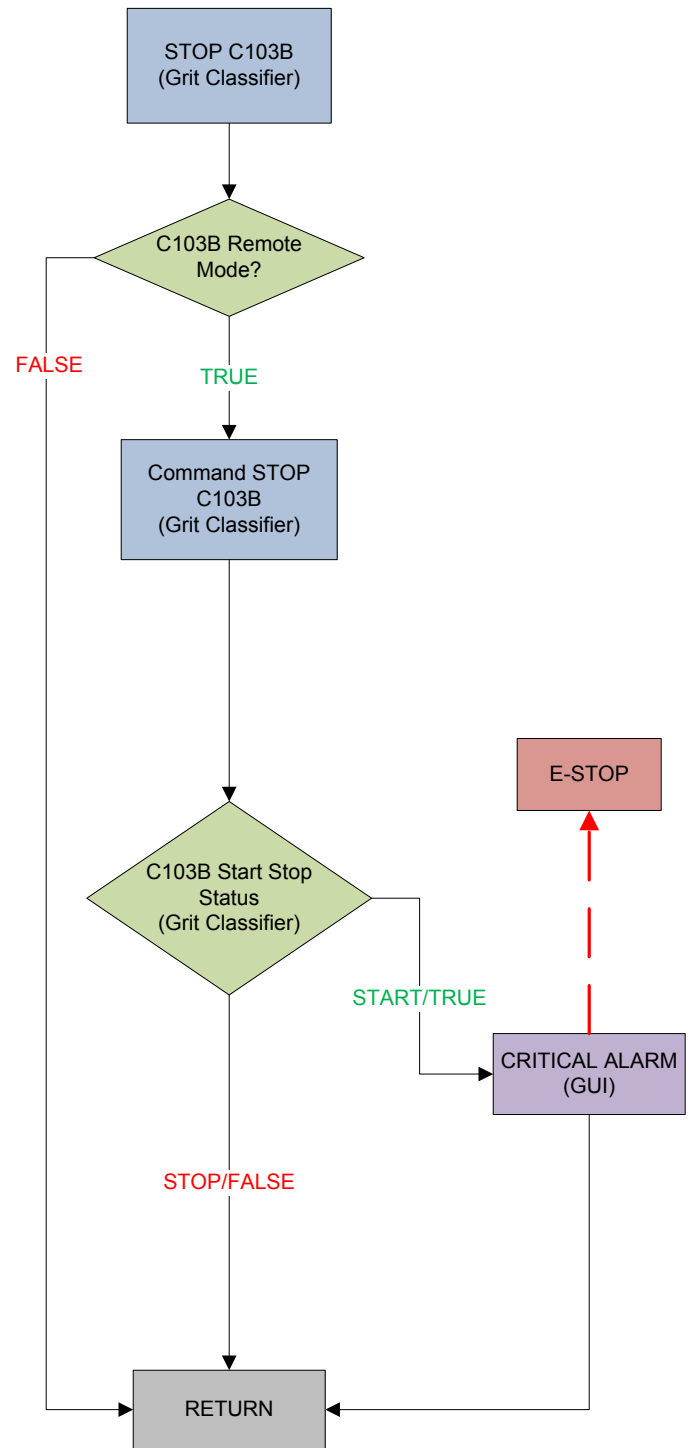 STOP C103B
(Grit Classifier)
C103B Remote
Mode?
FALSE
TRUE
Command STOP
C103B
(Grit Classifier)
E-STOP
C103B Start Stop
Status
(Grit Classifier)
START/TRUE
CRITICAL ALARM
(GUI)
STOP/FALSE
RETURN